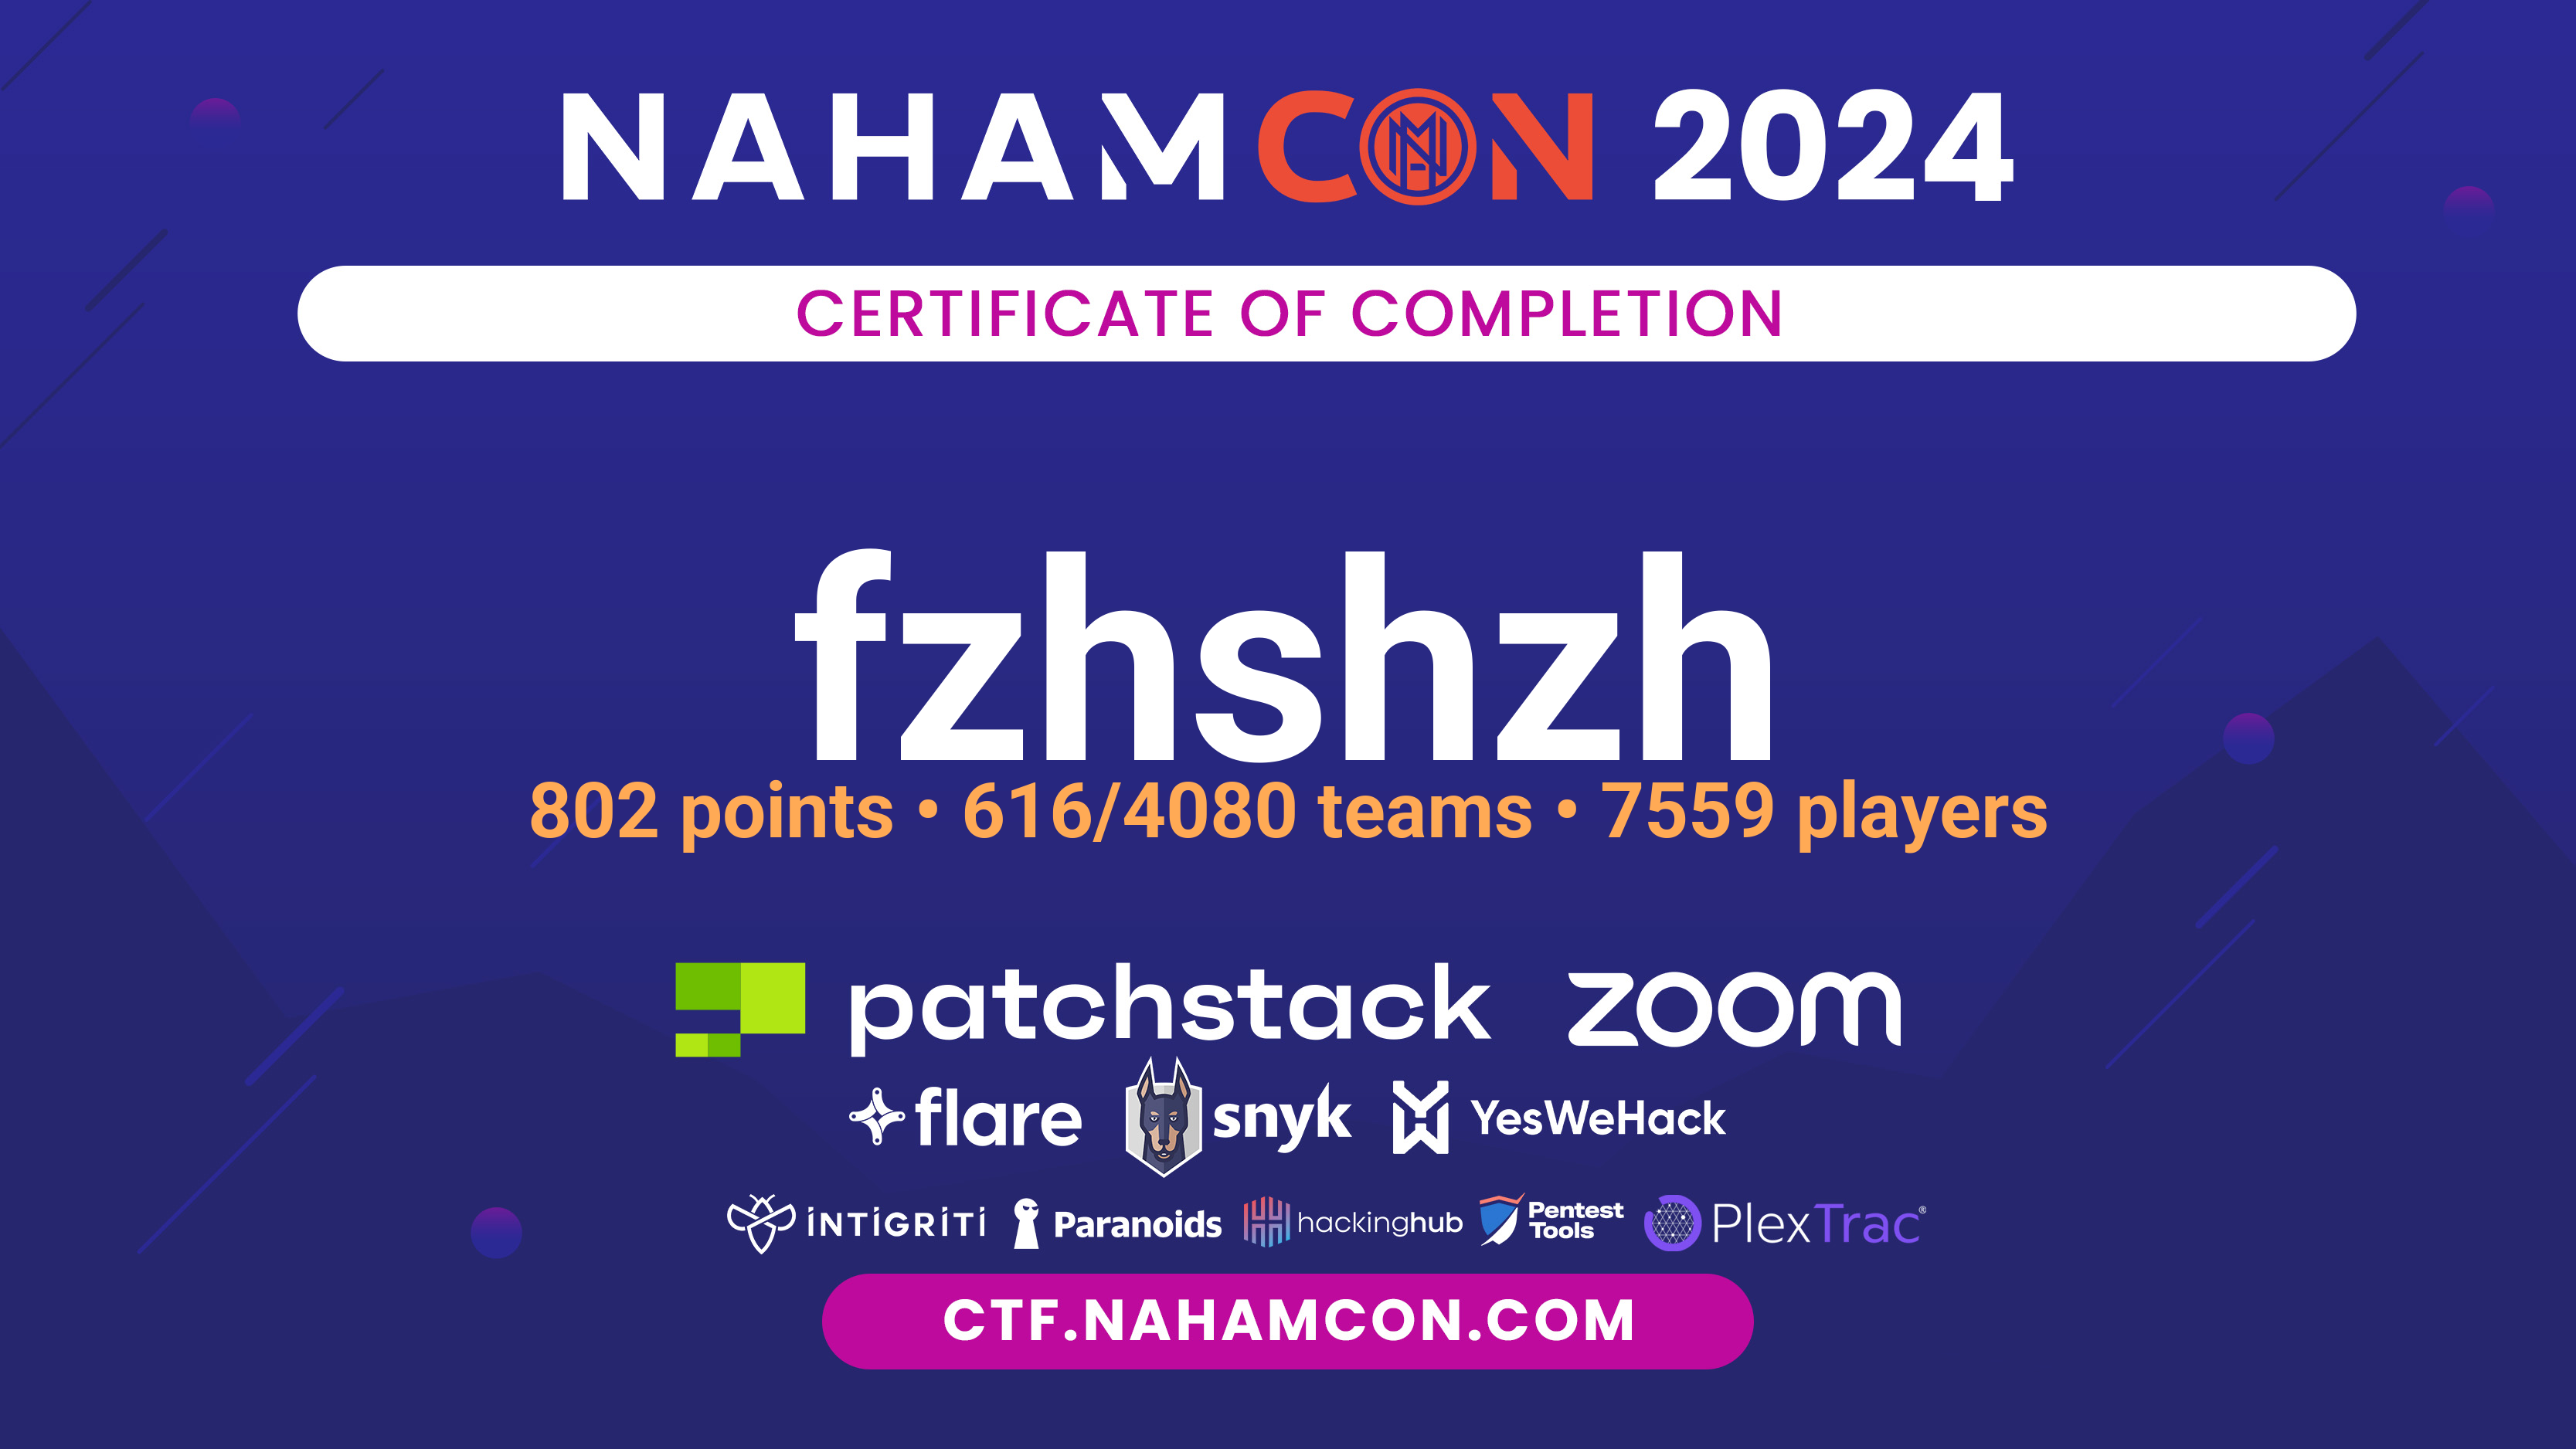 NAHAMCON 2024
CERTIFICATE OF COMPLETION
fzhshzh
802 points • 616/4080 teams • 7559 players
patchstack zoom
flare snyk YesWeHack
INTIGRITI Paranoids hackinghub Pentest Tools PlexTrac®
CTF.NAHAMCON.COM